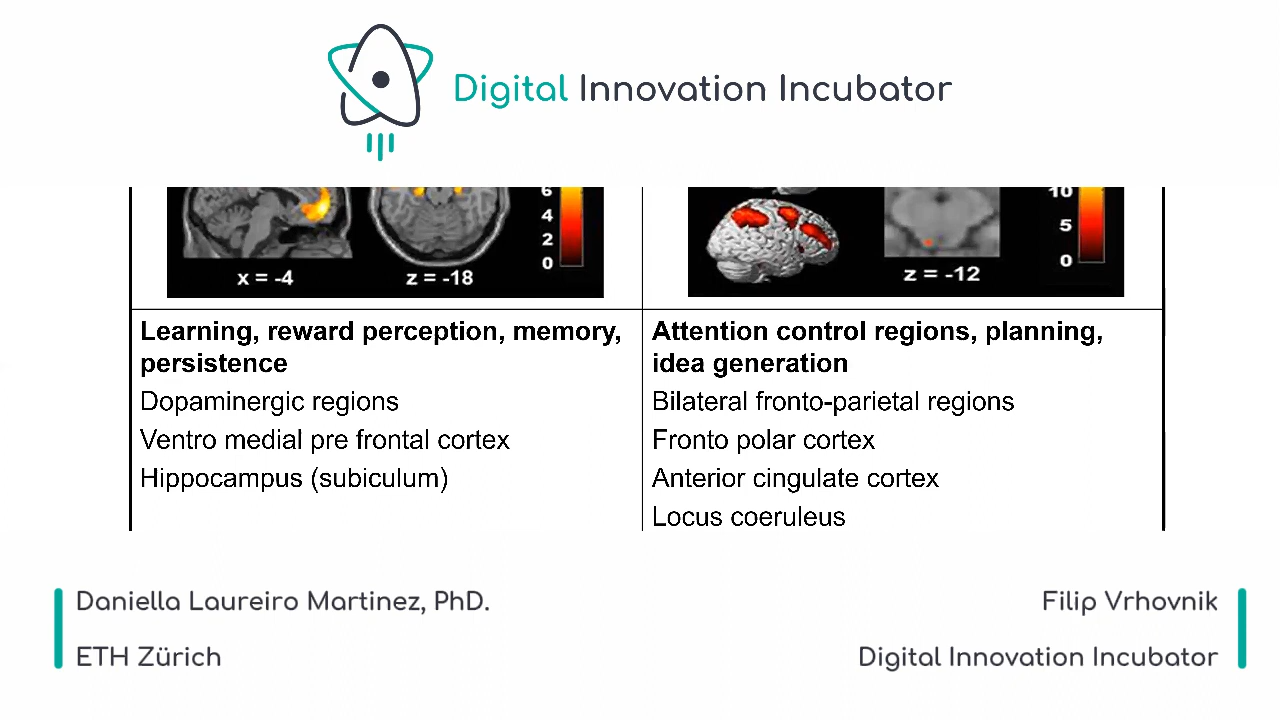 Digital Innovation Incubator
6
4
2
0
x = -4
z = -18
10
5
0
z = -12
Learning, reward perception, memory,
persistence
Dopaminergic regions
Ventro medial pre frontal cortex
Hippocampus (subiculum)
Attention control regions, planning,
idea generation
Bilateral fronto-parietal regions
Fronto polar cortex
Anterior cingulate cortex
Locus coeruleus
Daniella Laureiro Martinez, PhD.
ETH Zürich
Filip Vrhovnik
Digital Innovation Incubator